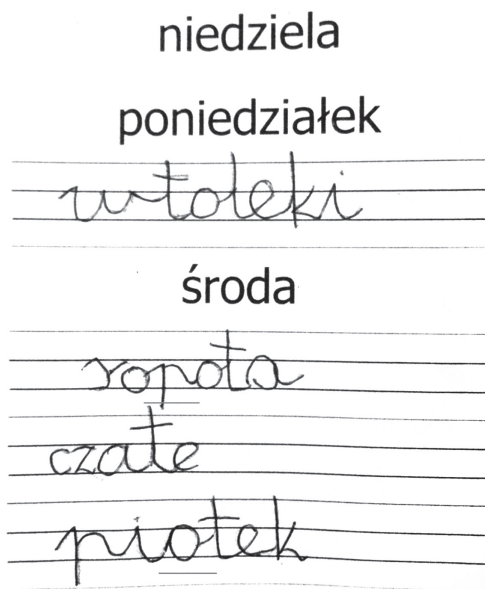 niedziela
poniedziałek
wtoleki
środa
ropota
czate
piotek